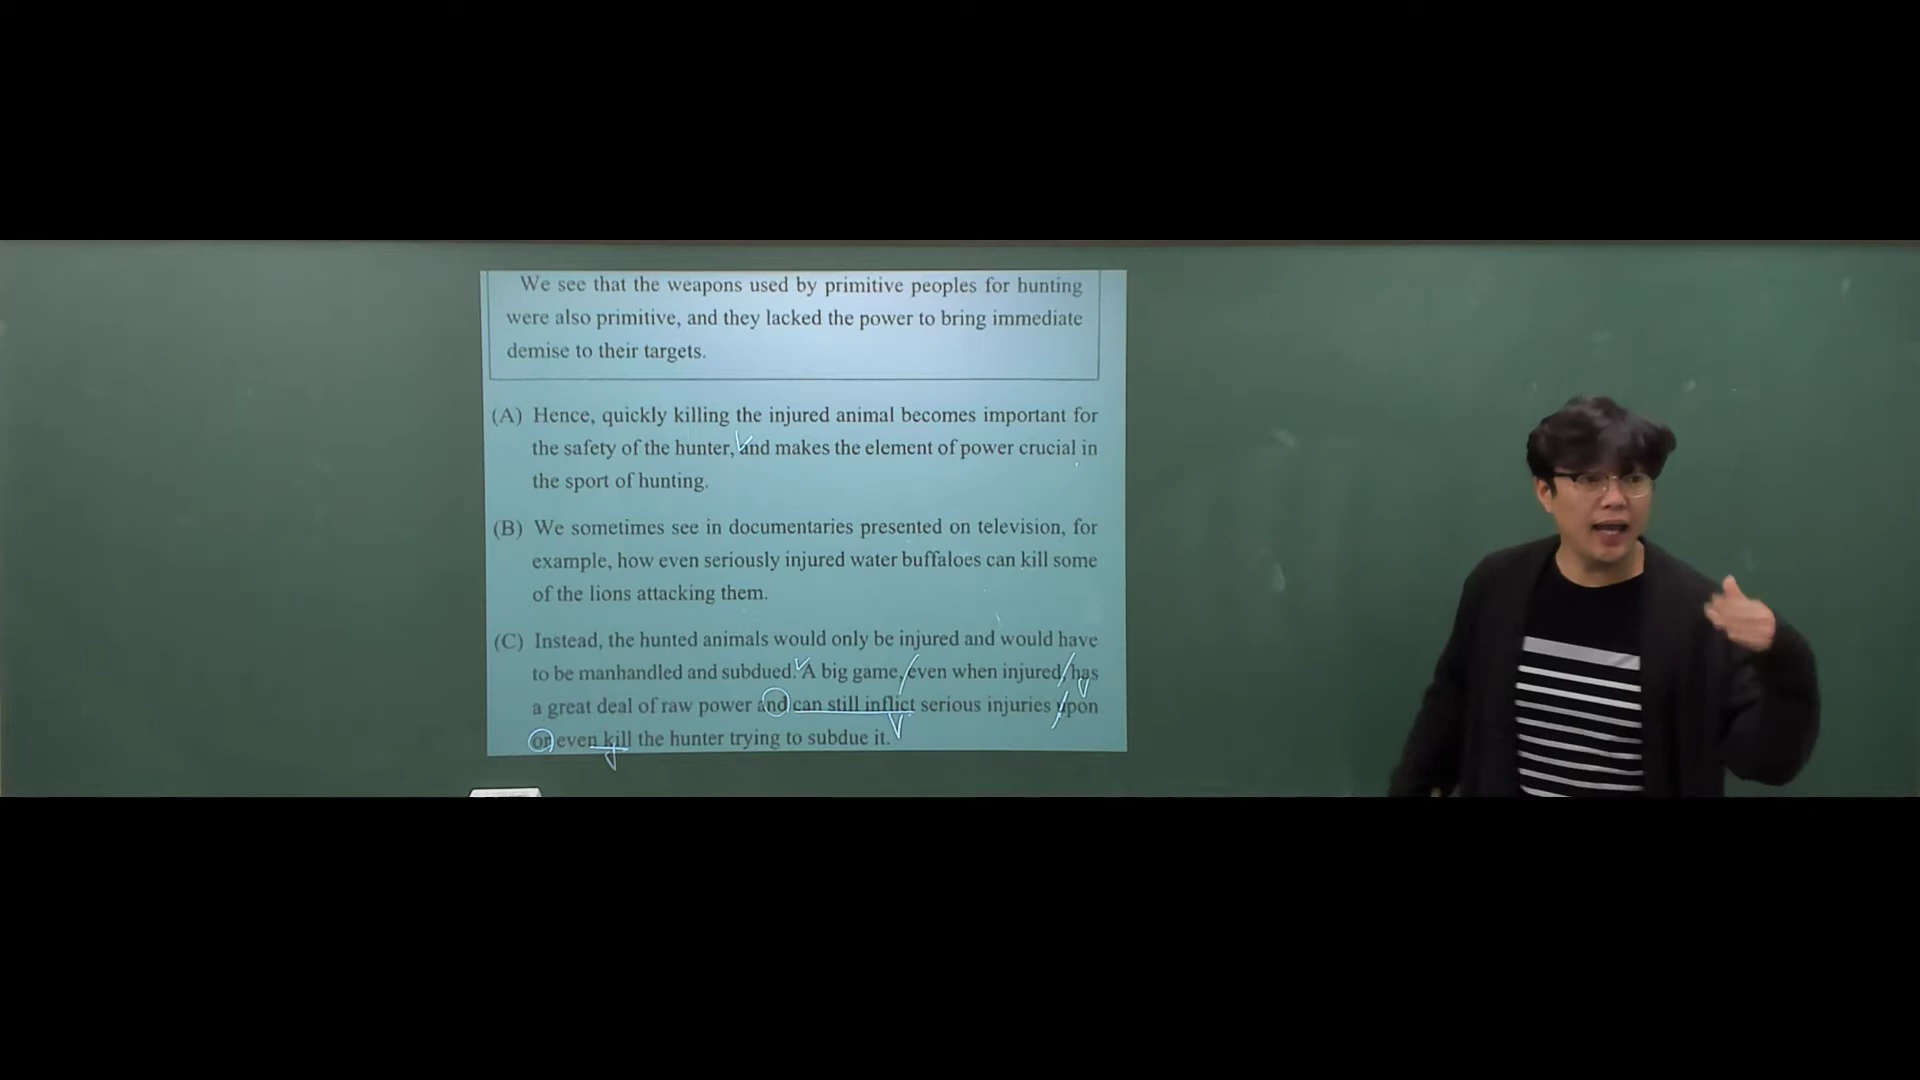 We see that the weapons used by primitive peoples for hunting
were also primitive, and they lacked the power to bring immediate
demise to their targets.
(A) Hence, quickly killing the injured animal becomes important for
the safety of the hunter, and makes the element of power crucial in
the sport of hunting.
(B) We sometimes see in documentaries presented on television, for
example, how even seriously injured water buffaloes can kill some
of the lions attacking them.
(C) Instead, the hunted animals would only be injured and would have
to be manhandled and subdued. A big game, even when injured, has
a great deal of raw power and can still inflict serious injuries upon
or even kill the hunter trying to subdue it.